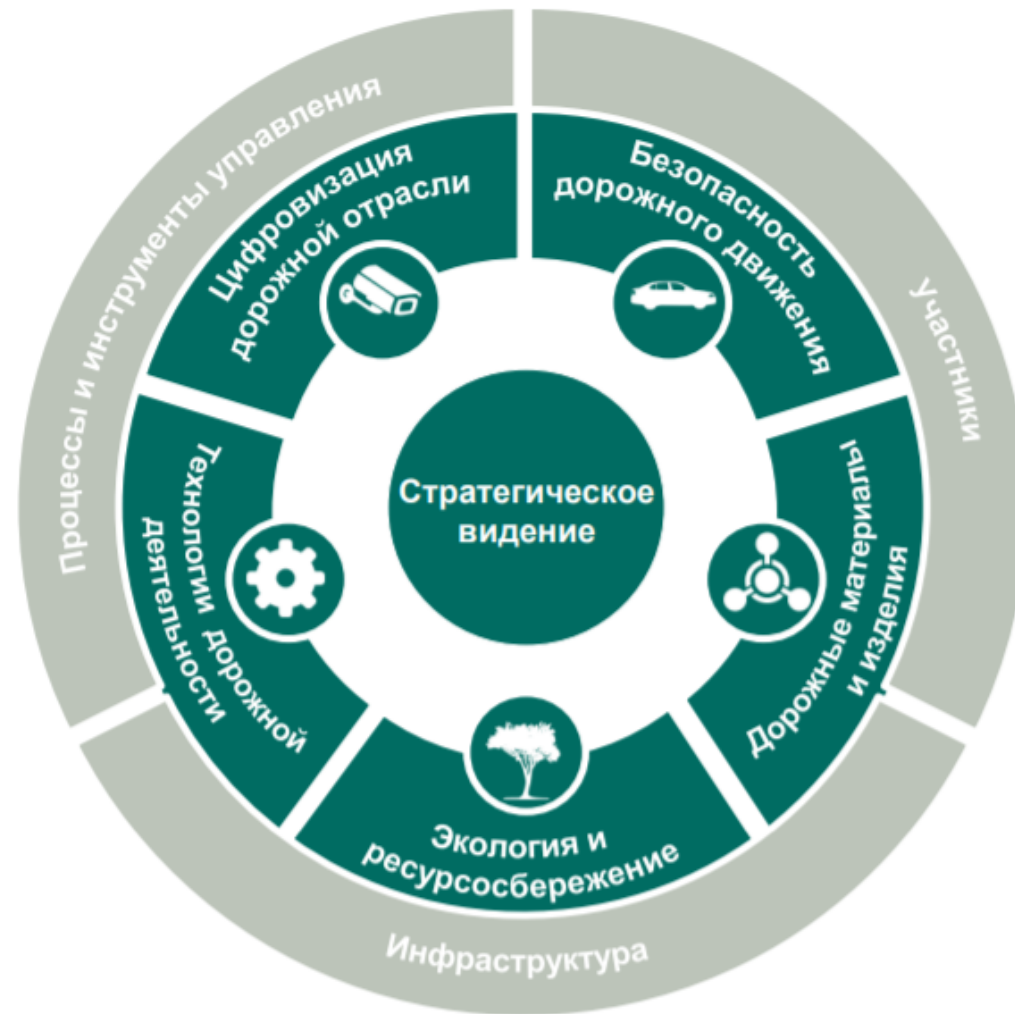 Процессы и инструменты управления
Участники
Инфраструктура
Цифровизация
дорожной отрасли
Безопасность
дорожного движения
Дорожные материалы
и изделия
Экология и
ресурсосбережение
Технологии дорожной
деятельности
Стратегическое
видение